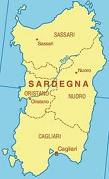 SASSARI
Sassari
Nuoro
SARDEGNA
ORISTANO
NUORO
Oristano
CAGLIARI
Cagliari